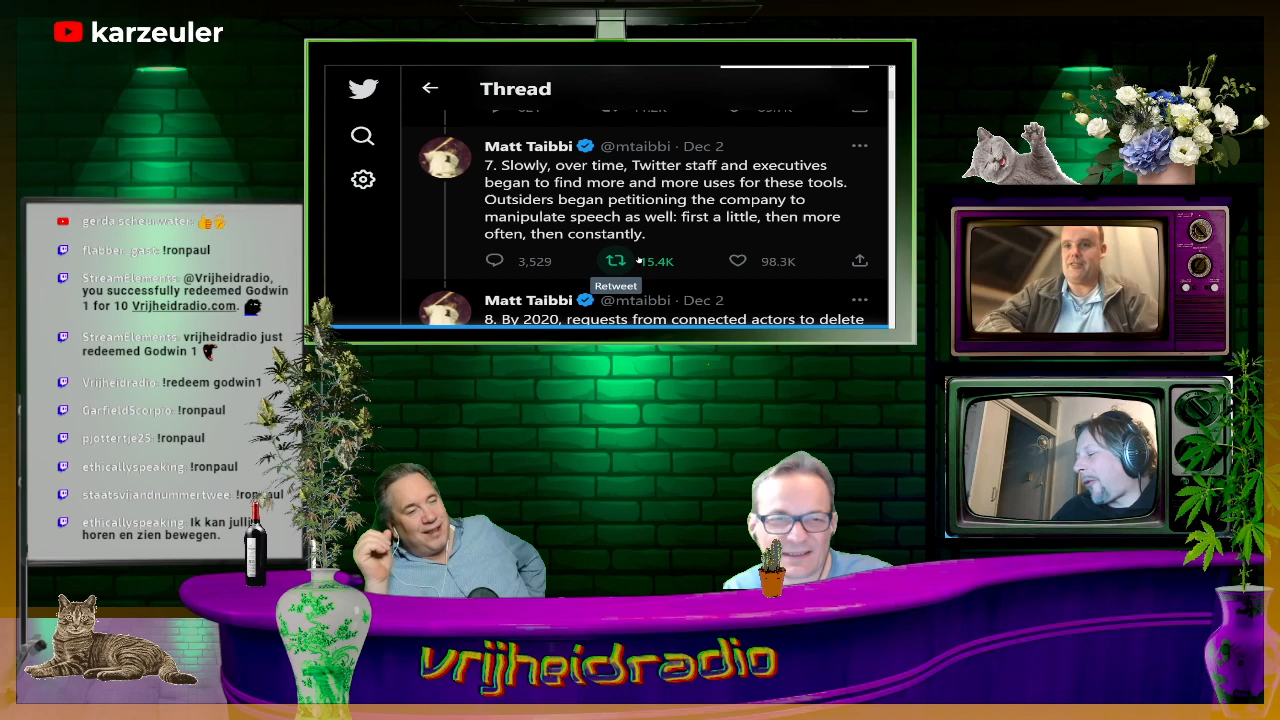 karzeuler
Thread
Matt Taibbi @mtaibbi · Dec 2
7. Slowly, over time, Twitter staff and executives
began to find more and more uses for these tools.
Outsiders began petitioning the company to
manipulate speech as well: first a little, then more
often, then constantly.
3,529 15.4K 98.3K
Retweet
Matt Taibbi @mtaibbi · Dec 2
8. By 2020, requests from connected actors to delete
gerda scheurwater:
flabber_gast: !ronpaul
StreamElements: @Vrijheidradio,
you successfully redeemed Godwin
1 for 10 Vrijheidradio.com.
StreamElements: vrijheidradio just
redeemed Godwin 1
Vrijheidradio: !redeem godwin1
GarfieldScorpio: !ronpaul
pjottertje25: !ronpaul
ethicallyspeaking: !ronpaul
staatsvijandnummertwee: !ronpaul
ethicallyspeaking: Ik kan jullie
horen en zien bewegen.
vrijheidradio